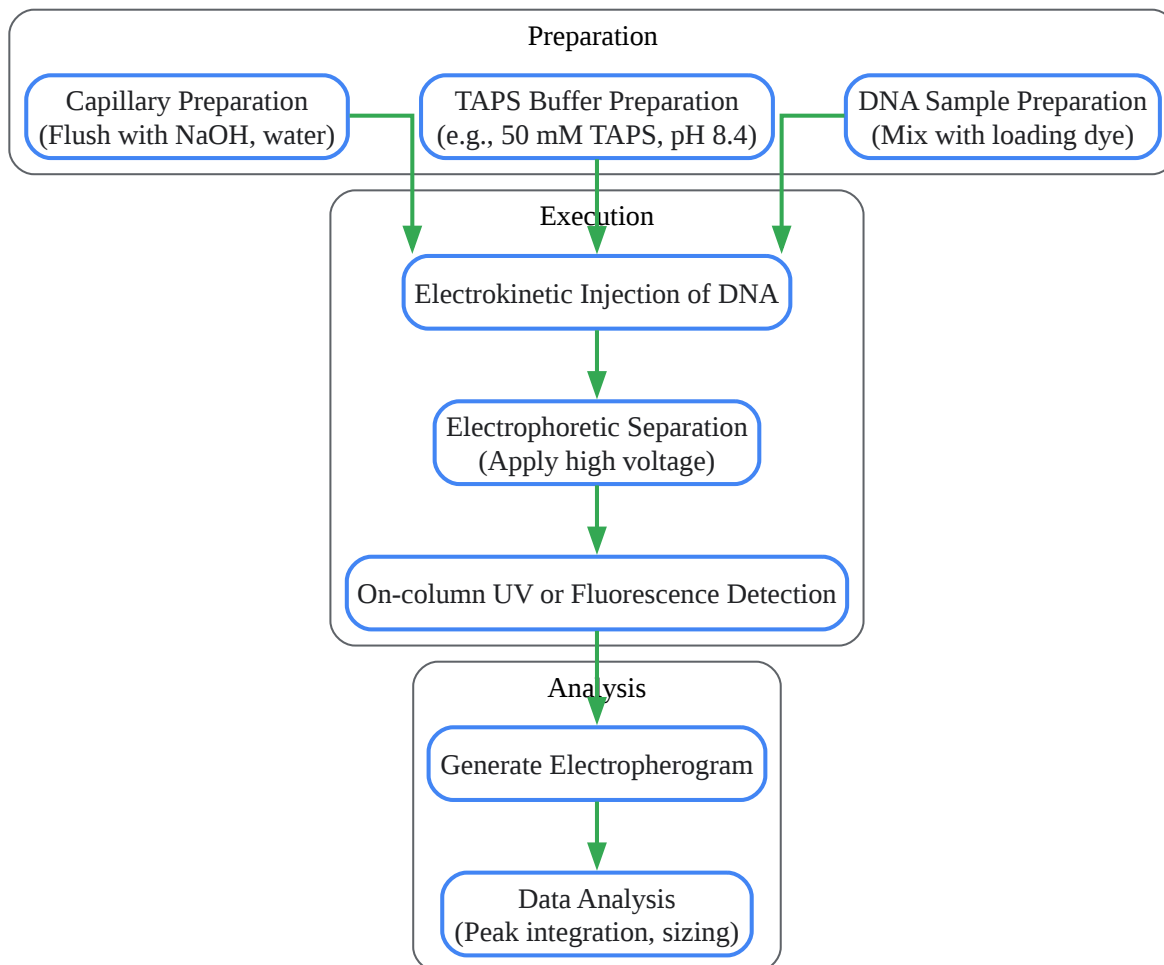 Preparation
Capillary Preparation
(Flush with NaOH, water)
TAPS Buffer Preparation
(e.g., 50 mM TAPS, pH 8.4)
DNA Sample Preparation
(Mix with loading dye)
Execution
Electrokinetic Injection of DNA
Electrophoretic Separation
(Apply high voltage)
On-column UV or Fluorescence Detection
Analysis
Generate Electropherogram
Data Analysis
(Peak integration, sizing)